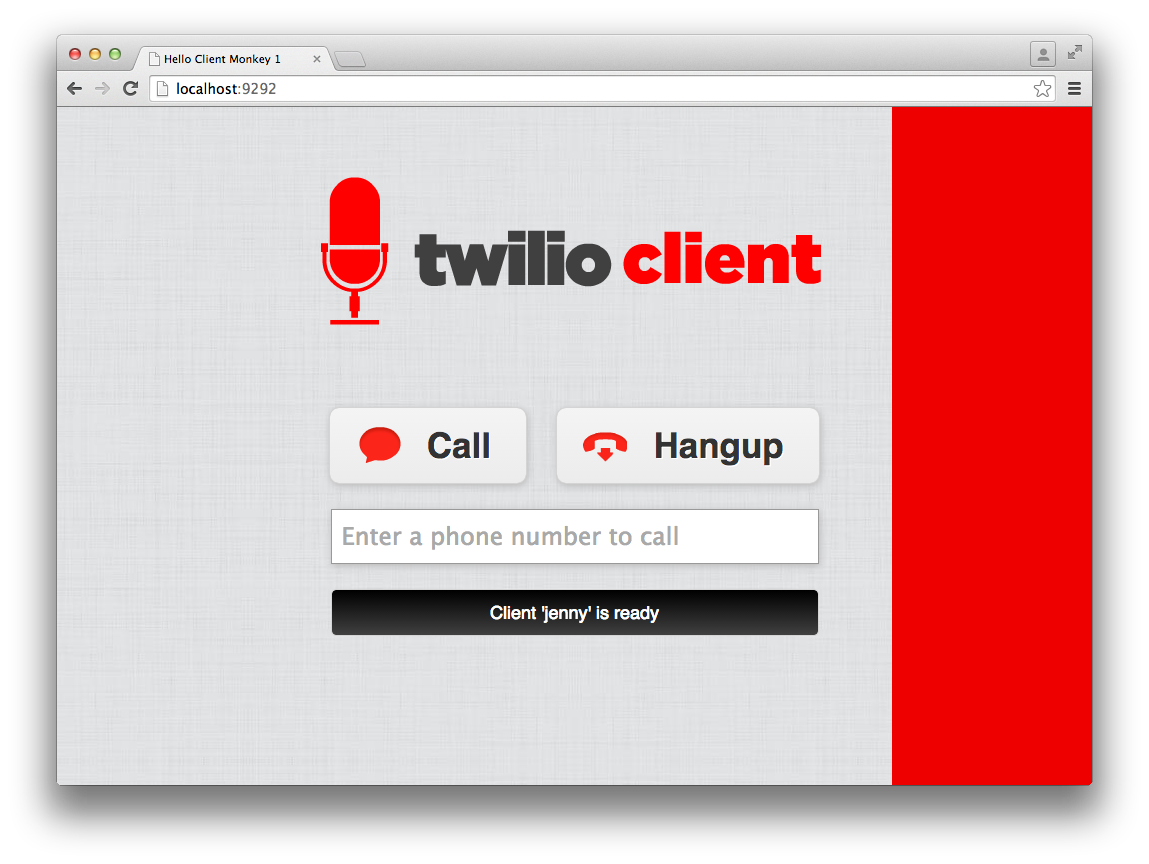 Hello Client Monkey 1
localhost:9292
twilio client
Call
Hangup
Enter a phone number to call
Client 'jenny' is ready